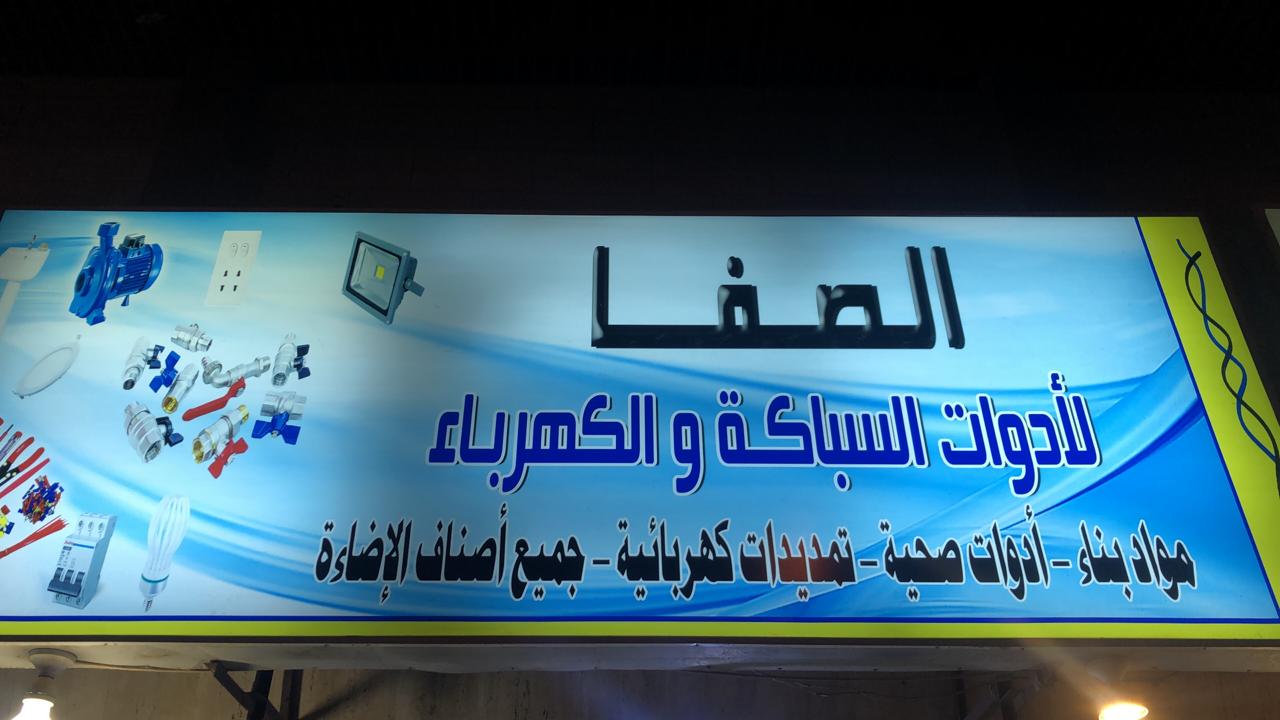 الصفا
لأدوات السباكة و الكهرباء
مواد بناء - أدوات صحية - تمديدات كهربائية - جميع أصناف الإضاءة